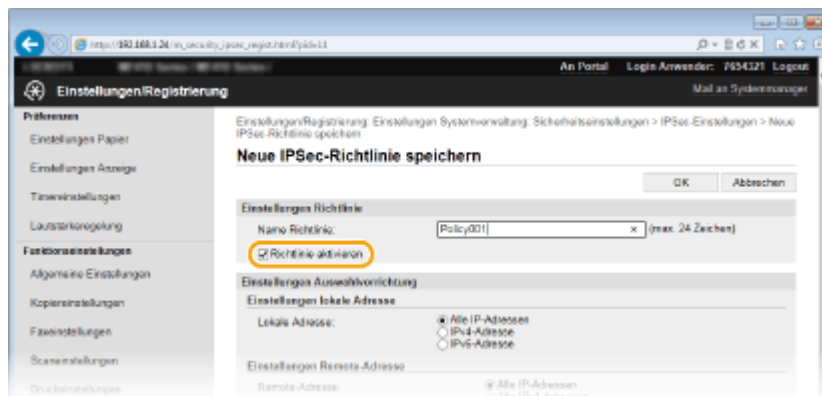 http://192.168.1.24/m_security_ipsec_regist.html?pid=11
An Portal Login Anwender: 7654321 Logout
Einstellungen/Registrierung
Mail an Systemmanager
Präferenzen
Einstellungen Papier
Einstellungen Anzeige
Timereinstellungen
Lautstärkeregelung
Funktionseinstellungen
Allgemeine Einstellungen
Kopiereinstellungen
Faxeinstellungen
Scaneinstellungen
Druckeinstellungen
Einstellungen/Registrierung: Einstellungen Systemverwaltung: Sicherheitseinstellungen > IPSec-Einstellungen > Neue
IPSec-Richtlinie speichern
Neue IPSec-Richtlinie speichern
OK Abbrechen
Einstellungen Richtlinie
Name Richtlinie: Policy001 (max. 24 Zeichen)
Richtlinie aktivieren
Einstellungen Auswahlvorrichtung
Einstellungen lokale Adresse
Lokale Adresse: Alle IP-Adressen
IPv4-Adresse
IPv6-Adresse
Einstellungen Remote-Adresse
Remote-Adresse: Alle IP-Adressen